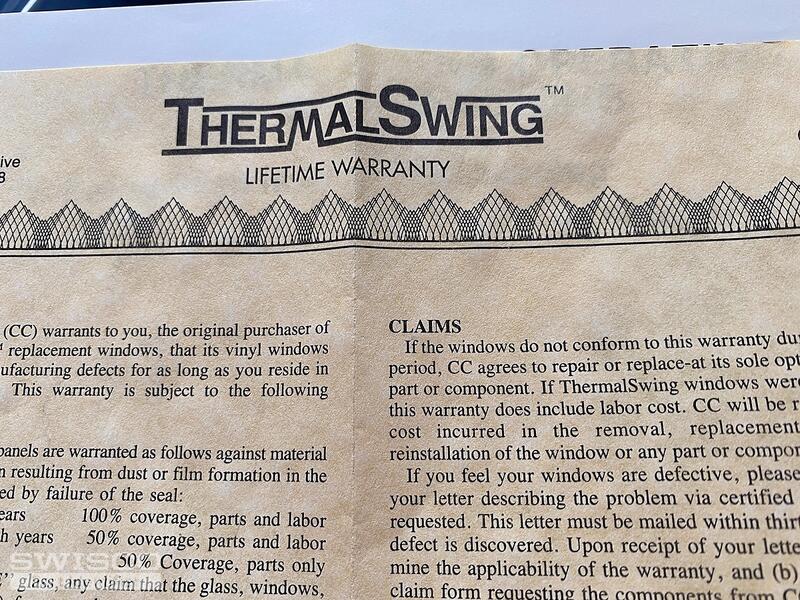 THERMALSWING™
LIFETIME WARRANTY
ive
8
(CC) warrants to you, the original purchaser of
replacement windows, that its vinyl windows
ufacturing defects for as long as you reside in
This warranty is subject to the following
panels are warranted as follows against material
n resulting from dust or film formation in the
ed by failure of the seal:
ears 100% coverage, parts and labor
h years 50% coverage, parts and labor
50% Coverage, parts only
glass, any claim that the glass, windows,
CLAIMS
If the windows do not conform to this warranty du
period, CC agrees to repair or replace-at its sole opt
part or component. If ThermalSwing windows were
this warranty does include labor cost. CC will be r
cost incurred in the removal, replacement
reinstallation of the window or any part or compo
If you feel your windows are defective, please
your letter describing the problem via certified
requested. This letter must be mailed within thirt
defect is discovered. Upon receipt of your lette
mine the applicability of the warranty, and (b)
claim form requesting the components from CC
SWISCO